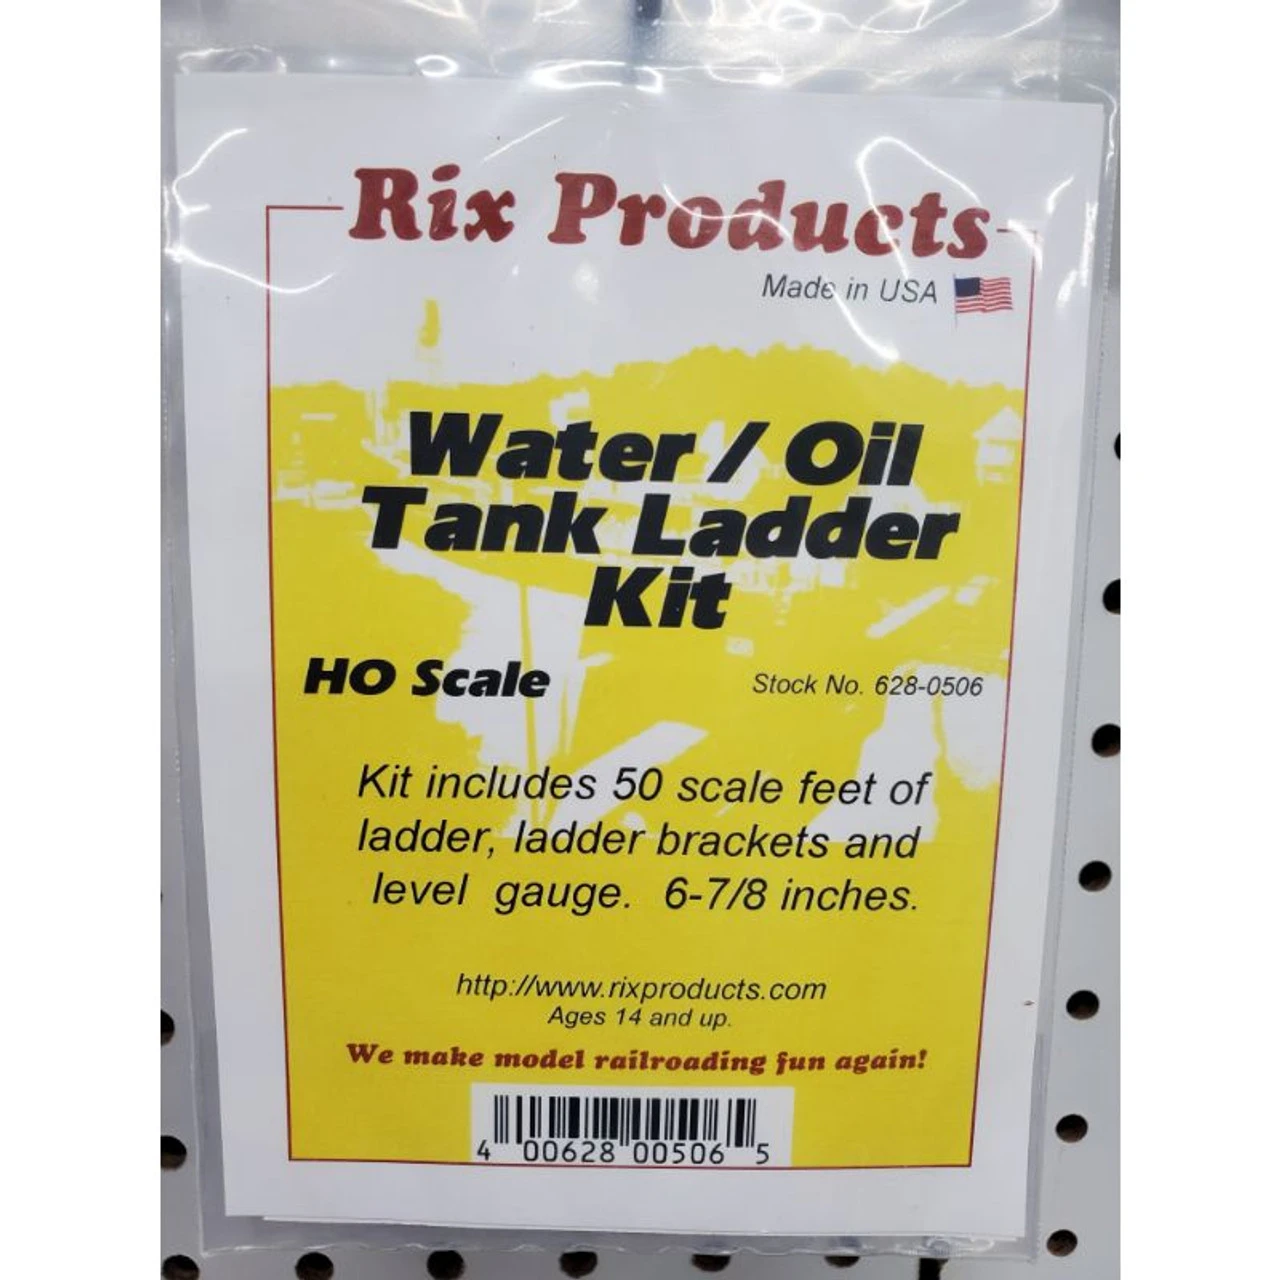 Rix Products
Made in USA
Water / Oil
Tank Ladder
Kit
HO Scale
Stock No. 628-0506
Kit includes 50 scale feet of
ladder, ladder brackets and
level gauge. 6-7/8 inches.
http://www.rixproducts.com
Ages 14 and up.
We make model railroading fun again!
4 00628 00506 5